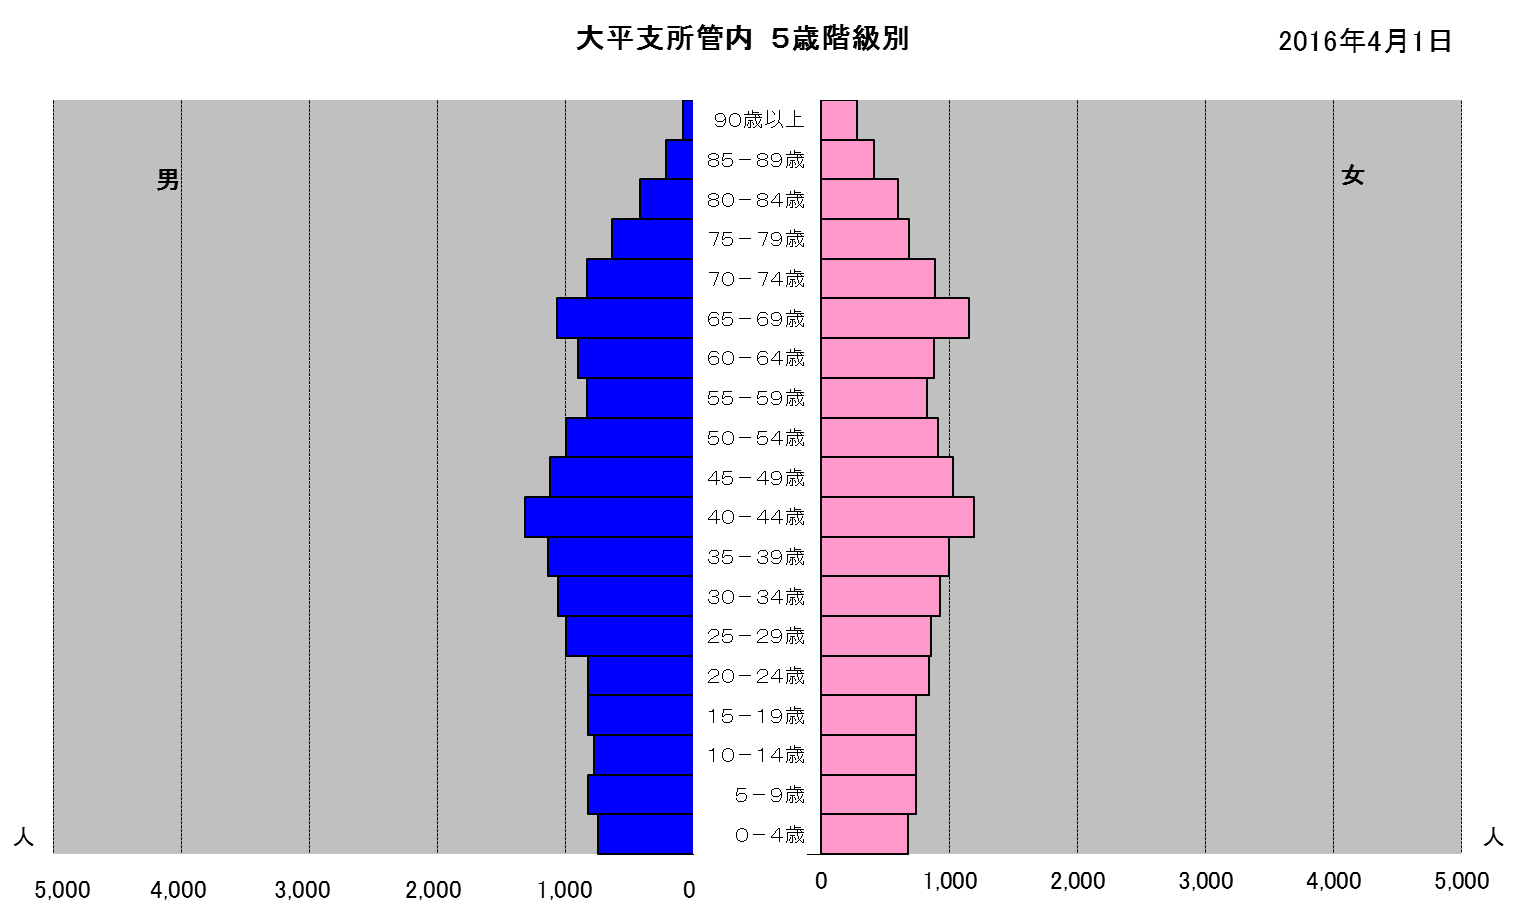 大平支所管内 5歳階級別
2016年4月1日
男
女
90歳以上
85－89歳
80－84歳
75－79歳
70－74歳
65－69歳
60－64歳
55－59歳
50－54歳
45－49歳
40－44歳
35－39歳
30－34歳
25－29歳
20－24歳
15－19歳
10－14歳
5－9歳
0－4歳
人
人
5,000 4,000 3,000 2,000 1,000 0
0 1,000 2,000 3,000 4,000 5,000